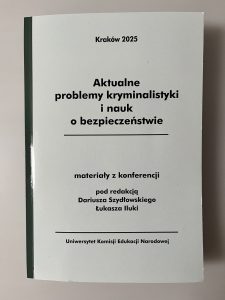 Kraków 2025
Aktualne
problemy kryminalistyki
i nauk
o bezpieczeństwie
materiały z konferencji
pod redakcją
Dariusza Szydłowskiego
Łukasza Iluki
Uniwersytet Komisji Edukacji Narodowej